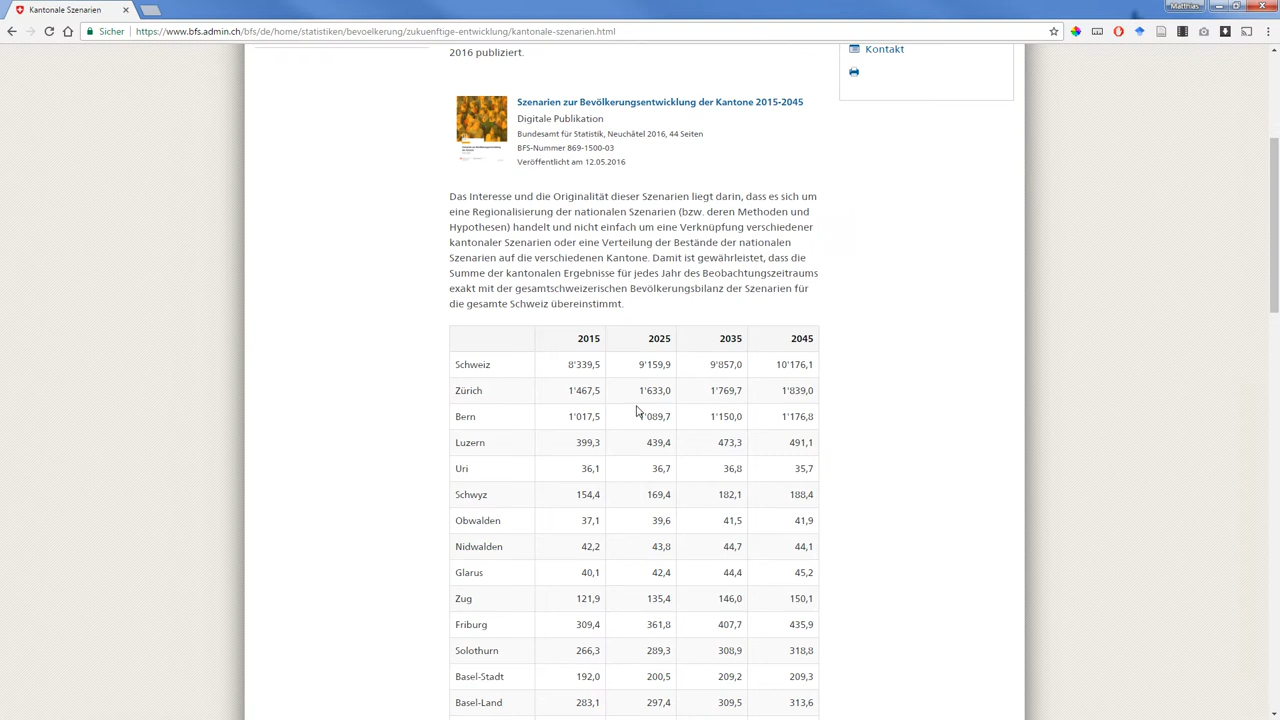 Kantonale Szenarien
Matthias
Sicher
https://www.bfs.admin.ch/bfs/de/home/statistiken/bevoelkerung/zukuenftige-entwicklung/kantonale-szenarien.html
2016 publiziert.
Kontakt
Szenarien zur Bevölkerungsentwicklung der Kantone 2015-2045
Digitale Publikation
Bundesamt für Statistik, Neuchâtel 2016, 44 Seiten
BFS-Nummer 869-1500-03
Veröffentlicht am 12.05.2016
Das Interesse und die Originalität dieser Szenarien liegt darin, dass es sich um
eine Regionalisierung der nationalen Szenarien (bzw. deren Methoden und
Hypothesen) handelt und nicht einfach um eine Verknüpfung verschiedener
kantonaler Szenarien oder eine Verteilung der Bestände der nationalen
Szenarien auf die verschiedenen Kantone. Damit ist gewährleistet, dass die
Summe der kantonalen Ergebnisse für jedes Jahr des Beobachtungszeitraums
exakt mit der gesamtschweizerischen Bevölkerungsbilanz der Szenarien für
die gesamte Schweiz übereinstimmt.
2015 2025 2035 2045
Schweiz 8'339,5 9'159,9 9'857,0 10'176,1
Zürich 1'467,5 1'633,0 1'769,7 1'839,0
Bern 1'017,5 1'089,7 1'150,0 1'176,8
Luzern 399,3 439,4 473,3 491,1
Uri 36,1 36,7 36,8 35,7
Schwyz 154,4 169,4 182,1 188,4
Obwalden 37,1 39,6 41,5 41,9
Nidwalden 42,2 43,8 44,7 44,1
Glarus 40,1 42,4 44,4 45,2
Zug 121,9 135,4 146,0 150,1
Friburg 309,4 361,8 407,7 435,9
Solothurn 266,3 289,3 308,9 318,8
Basel-Stadt 192,0 200,5 209,2 209,3
Basel-Land 283,1 297,4 309,5 313,6